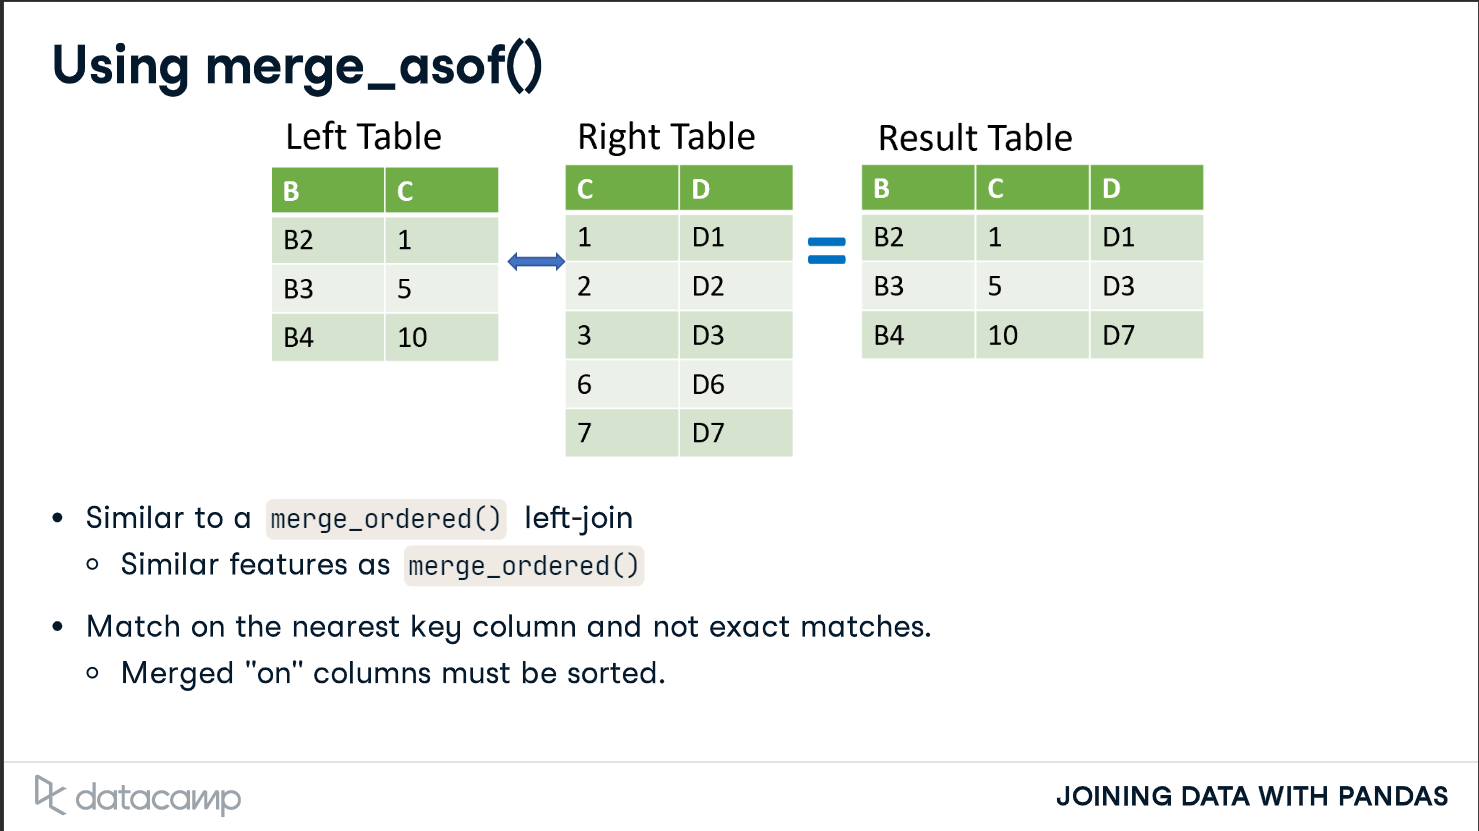 Using merge_asof()
Left Table
B C
B2 1
B3 5
B4 10
Right Table
C D
1 D1
2 D2
3 D3
6 D6
7 D7
Result Table
B C D
B2 1 D1
B3 5 D3
B4 10 D7
Similar to a merge_ordered() left-join
Similar features as merge_ordered()
Match on the nearest key column and not exact matches.
Merged "on" columns must be sorted.
datacamp
JOINING DATA WITH PANDAS